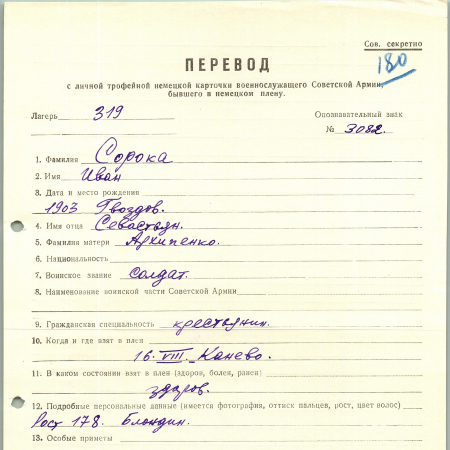 Сов. секретно
180
ПЕРЕВОД
с личной трофейной немецкой карточки военнослужащего Советской Армии,
бывшего в немецком плену.
Лагерь 319
Опознавательный знак
№ 3082.
1. Фамилия Сорока
2. Имя Иван
3. Дата и место рождения
1903 Гвоздов.
4. Имя отца Севастьян.
5. Фамилия матери Архипенко.
6. Национальность
7. Воинское звание солдат.
8. Наименование воинской части Советской Армии
9. Гражданская специальность крестьянин.
10. Когда и где взят в плен
16. VIII. Канево.
11. В каком состоянии взят в плен (здоров, болен, ранен)
здоров.
12. Подробные персональные данные (имеется фотография, оттиск пальцев, рост, цвет волос)
Рост 178. Блондин.
13. Особые приметы